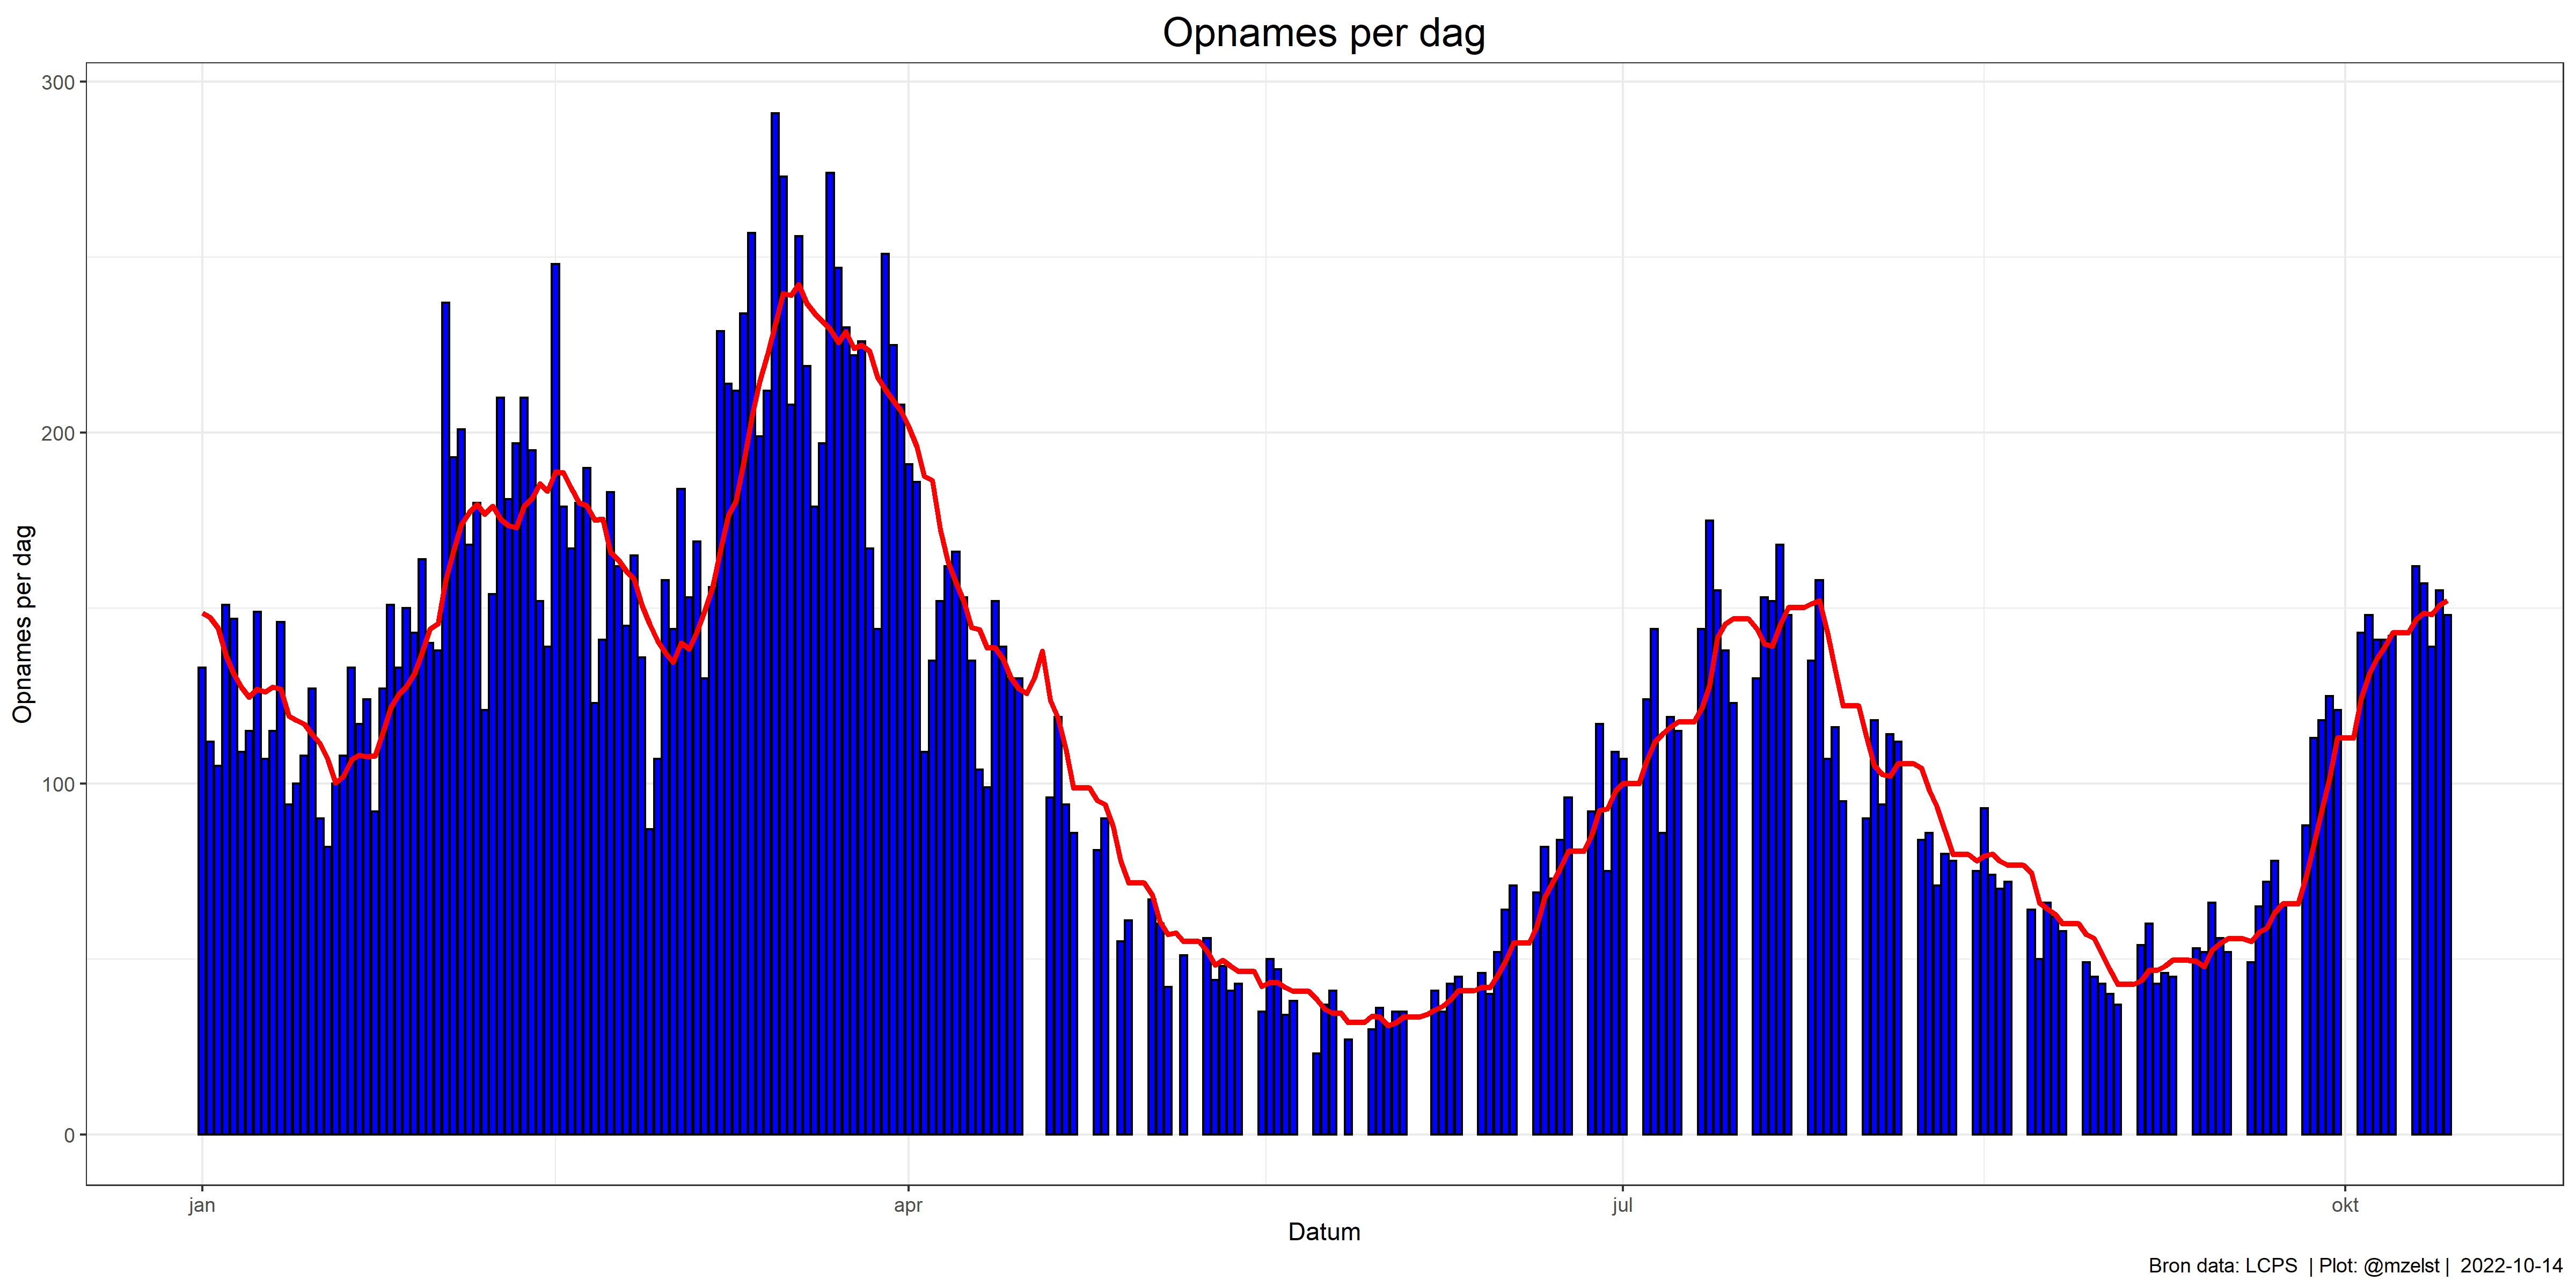 Opnames per dag
300
200
100
0
Opnames per dag
jan
apr
jul
okt
Datum
Bron data: LCPS | Plot: @mzelst | 2022-10-14